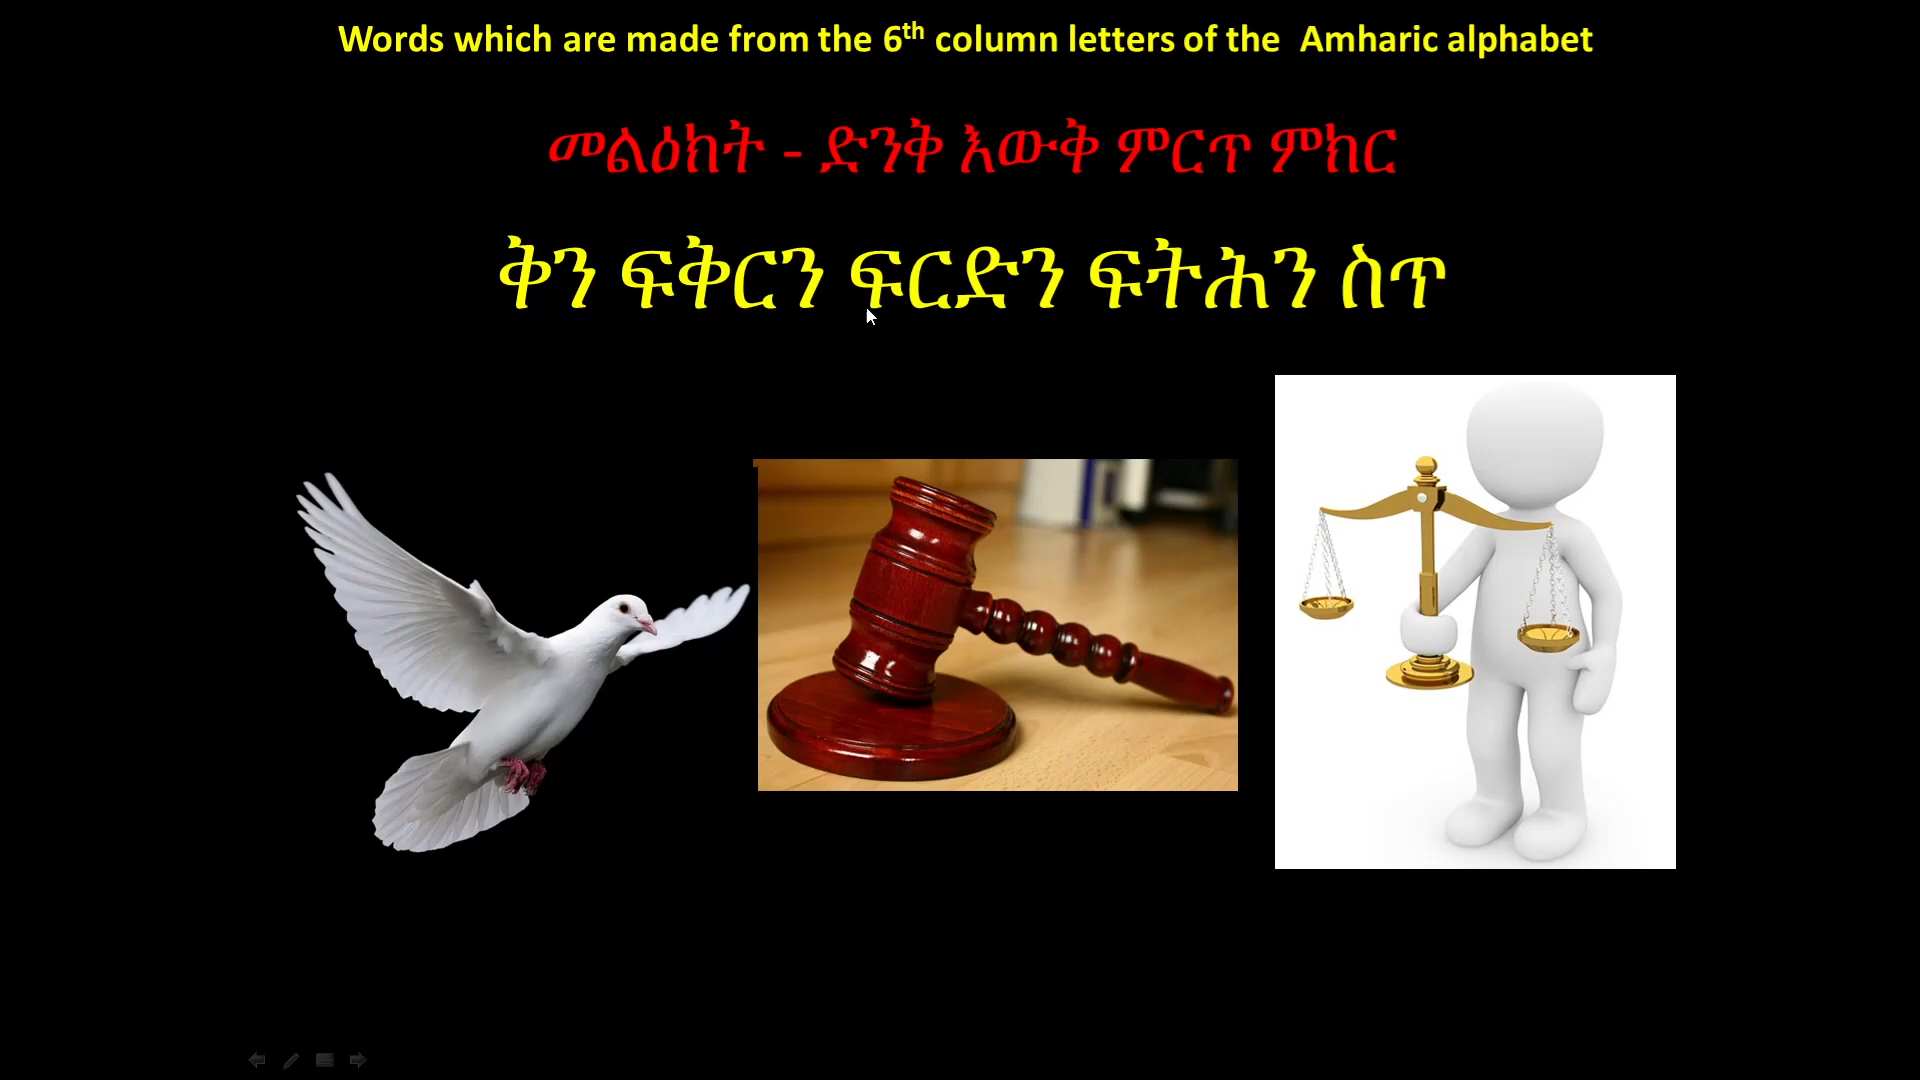 Words which are made from the 6th column letters of the Amharic alphabet
መልዕክት - ድንቅ እውቅ ምርጥ ምክር
ቅን ፍቅርን ፍርድን ፍትሕን ስጥ